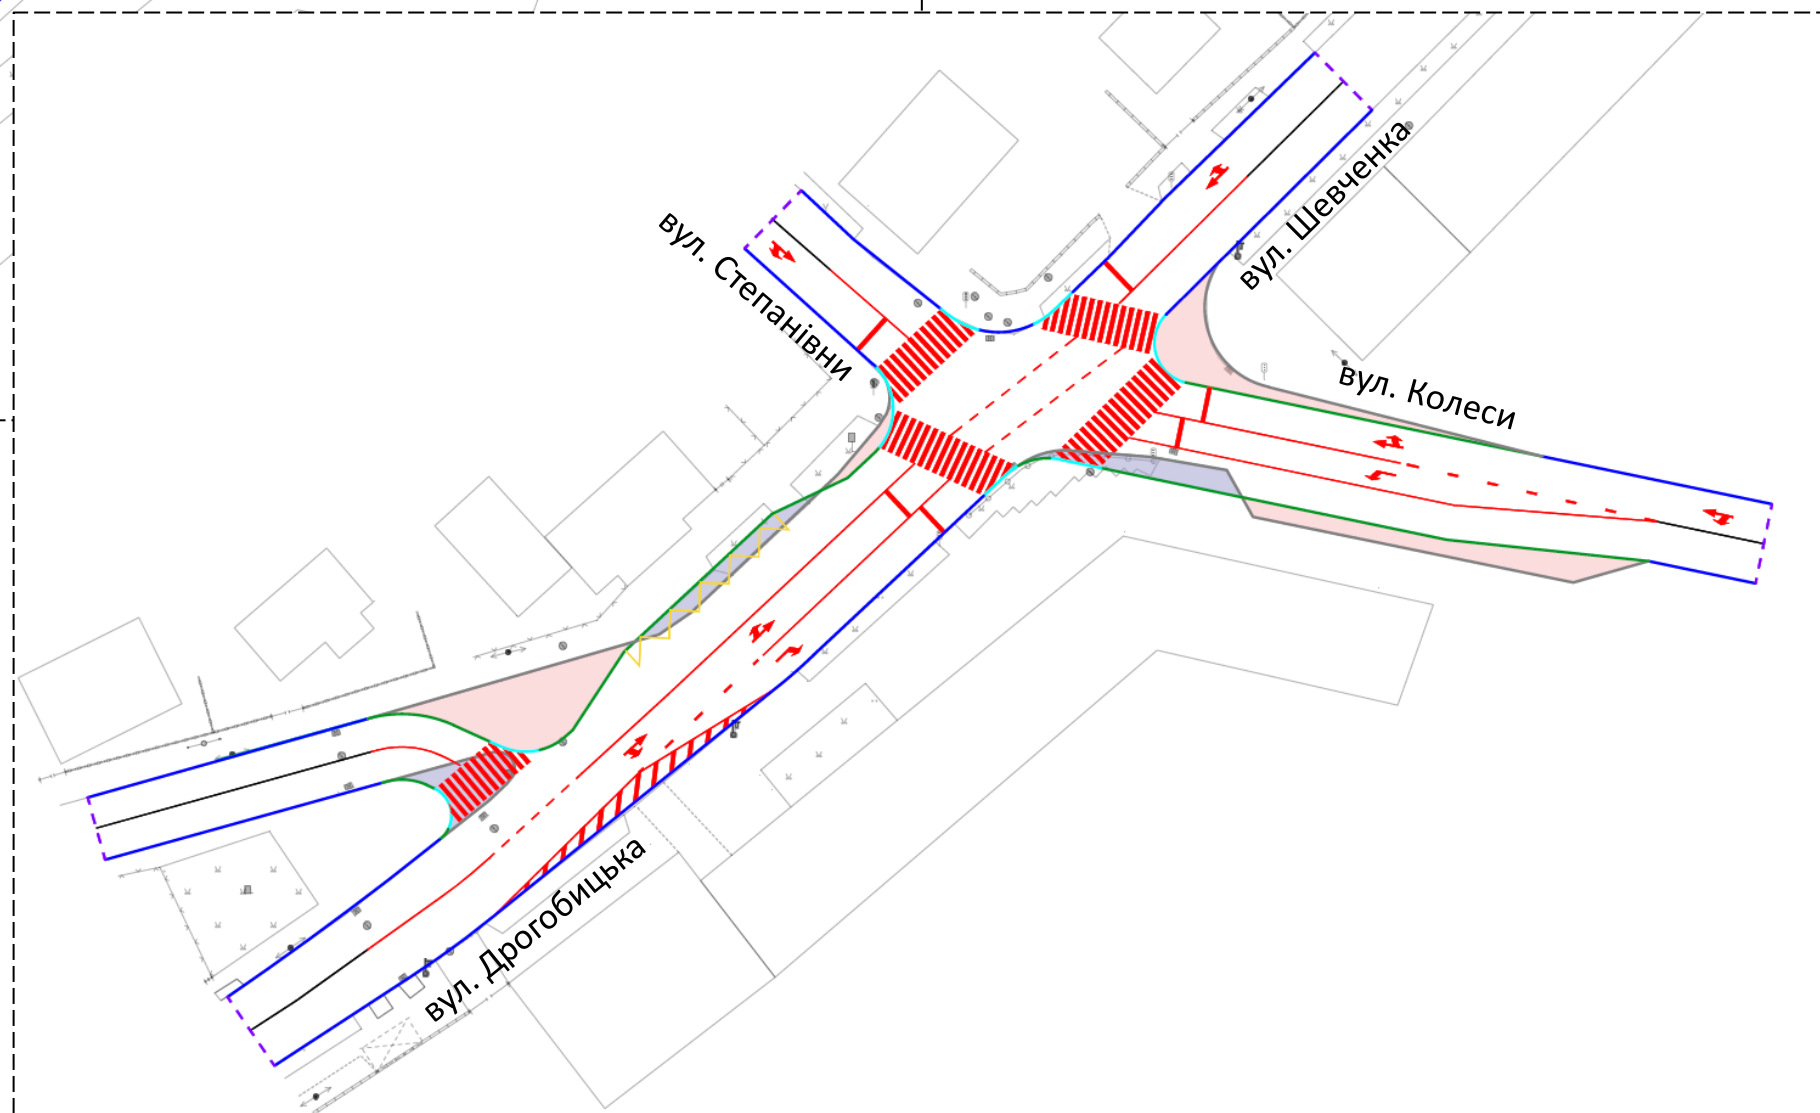 вул. Шевченка
вул. Степанівни
вул. Колеси
вул. Дрогобицька